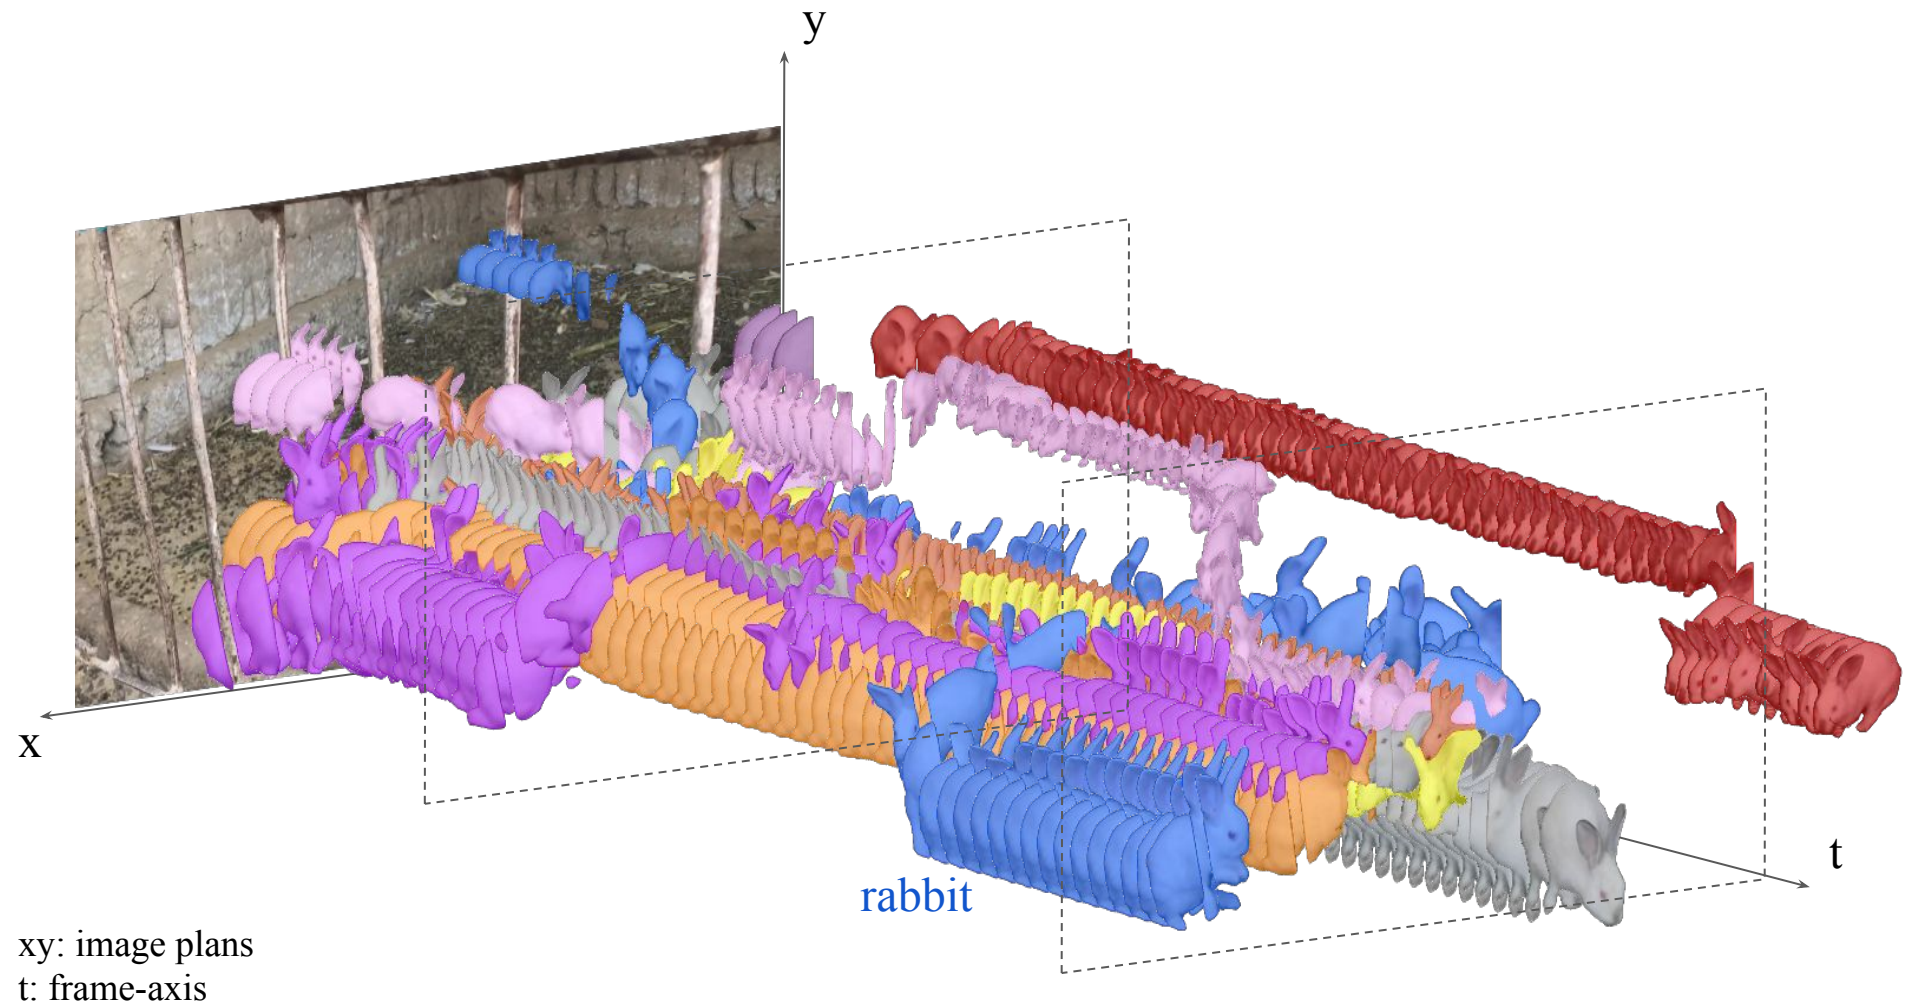 y
x
t
rabbit
xy: image plans
t: frame-axis